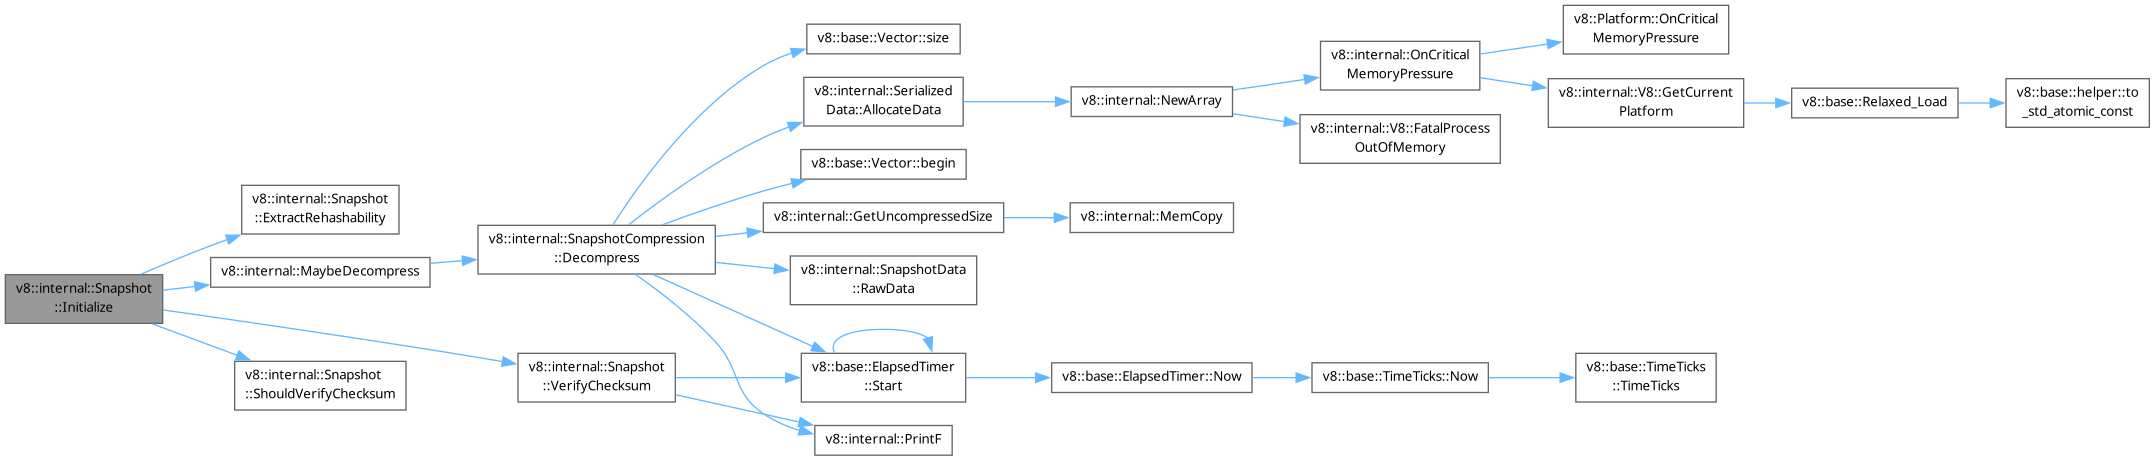 v8::internal::Snapshot
::Initialize
v8::internal::Snapshot
::ExtractRehashability
v8::internal::MaybeDecompress
v8::internal::Snapshot
::ShouldVerifyChecksum
v8::internal::SnapshotCompression
::Decompress
v8::internal::Snapshot
::VerifyChecksum
v8::base::Vector::size
v8::internal::Serialized
Data::AllocateData
v8::base::Vector::begin
v8::internal::GetUncompressedSize
v8::internal::SnapshotData
::RawData
v8::base::ElapsedTimer
::Start
v8::internal::PrintF
v8::internal::NewArray
v8::internal::MemCopy
v8::base::ElapsedTimer::Now
v8::internal::OnCritical
MemoryPressure
v8::internal::V8::FatalProcess
OutOfMemory
v8::base::TimeTicks::Now
v8::Platform::OnCritical
MemoryPressure
v8::internal::V8::GetCurrent
Platform
v8::base::TimeTicks
::TimeTicks
v8::base::Relaxed_Load
v8::base::helper::to
_std_atomic_const